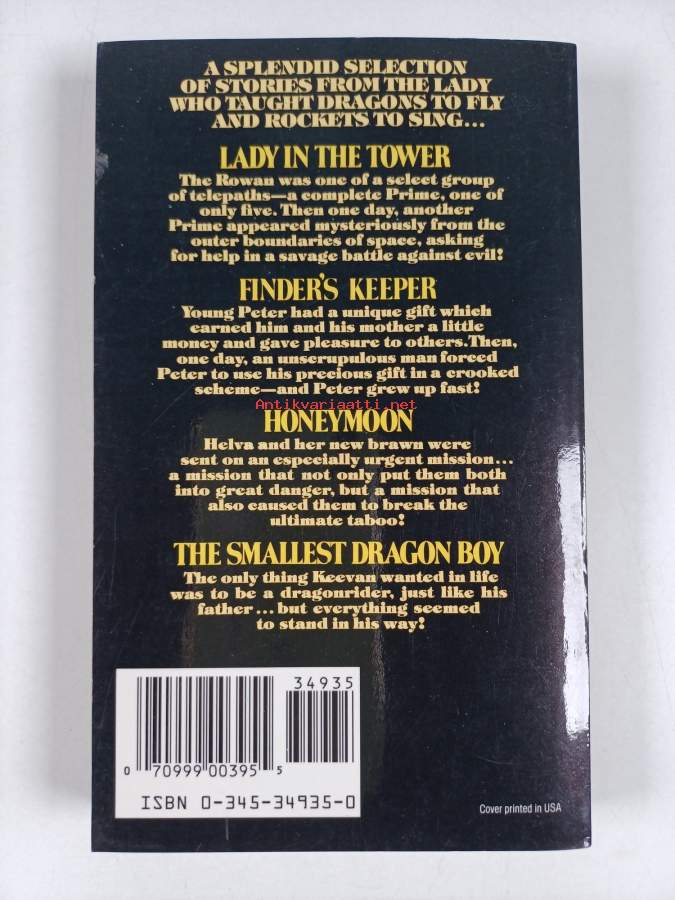 A SPLENDID SELECTION
OF STORIES FROM THE LADY
WHO TAUGHT DRAGONS TO FLY
AND ROCKETS TO SING...
LADY IN THE TOWER
The Rowan was one of a select group
of telepaths—a complete Prime, one of
only five. Then one day, another
Prime appeared mysteriously from the
outer boundaries of space, asking
for help in a savage battle against evil!
FINDER'S KEEPER
Young Peter had a unique gift which
earned him and his mother a little
money and gave pleasure to others. Then,
one day, an unscrupulous man forced
Peter to use his precious gift in a crooked
scheme—and Peter grew up fast!
Antikvariaatti.net
HONEYMOON
Helva and her new brawn were
sent on an especially urgent mission...
a mission that not only put them both
into great danger, but a mission that
also caused them to break the
ultimate taboo!
THE SMALLEST DRAGON BOY
The only thing Keevan wanted in life
was to be a dragonrider, just like his
father... but everything seemed
to stand in his way!
34935
0 70999 00395 5
ISBN 0-345-34935-0
Cover printed in USA